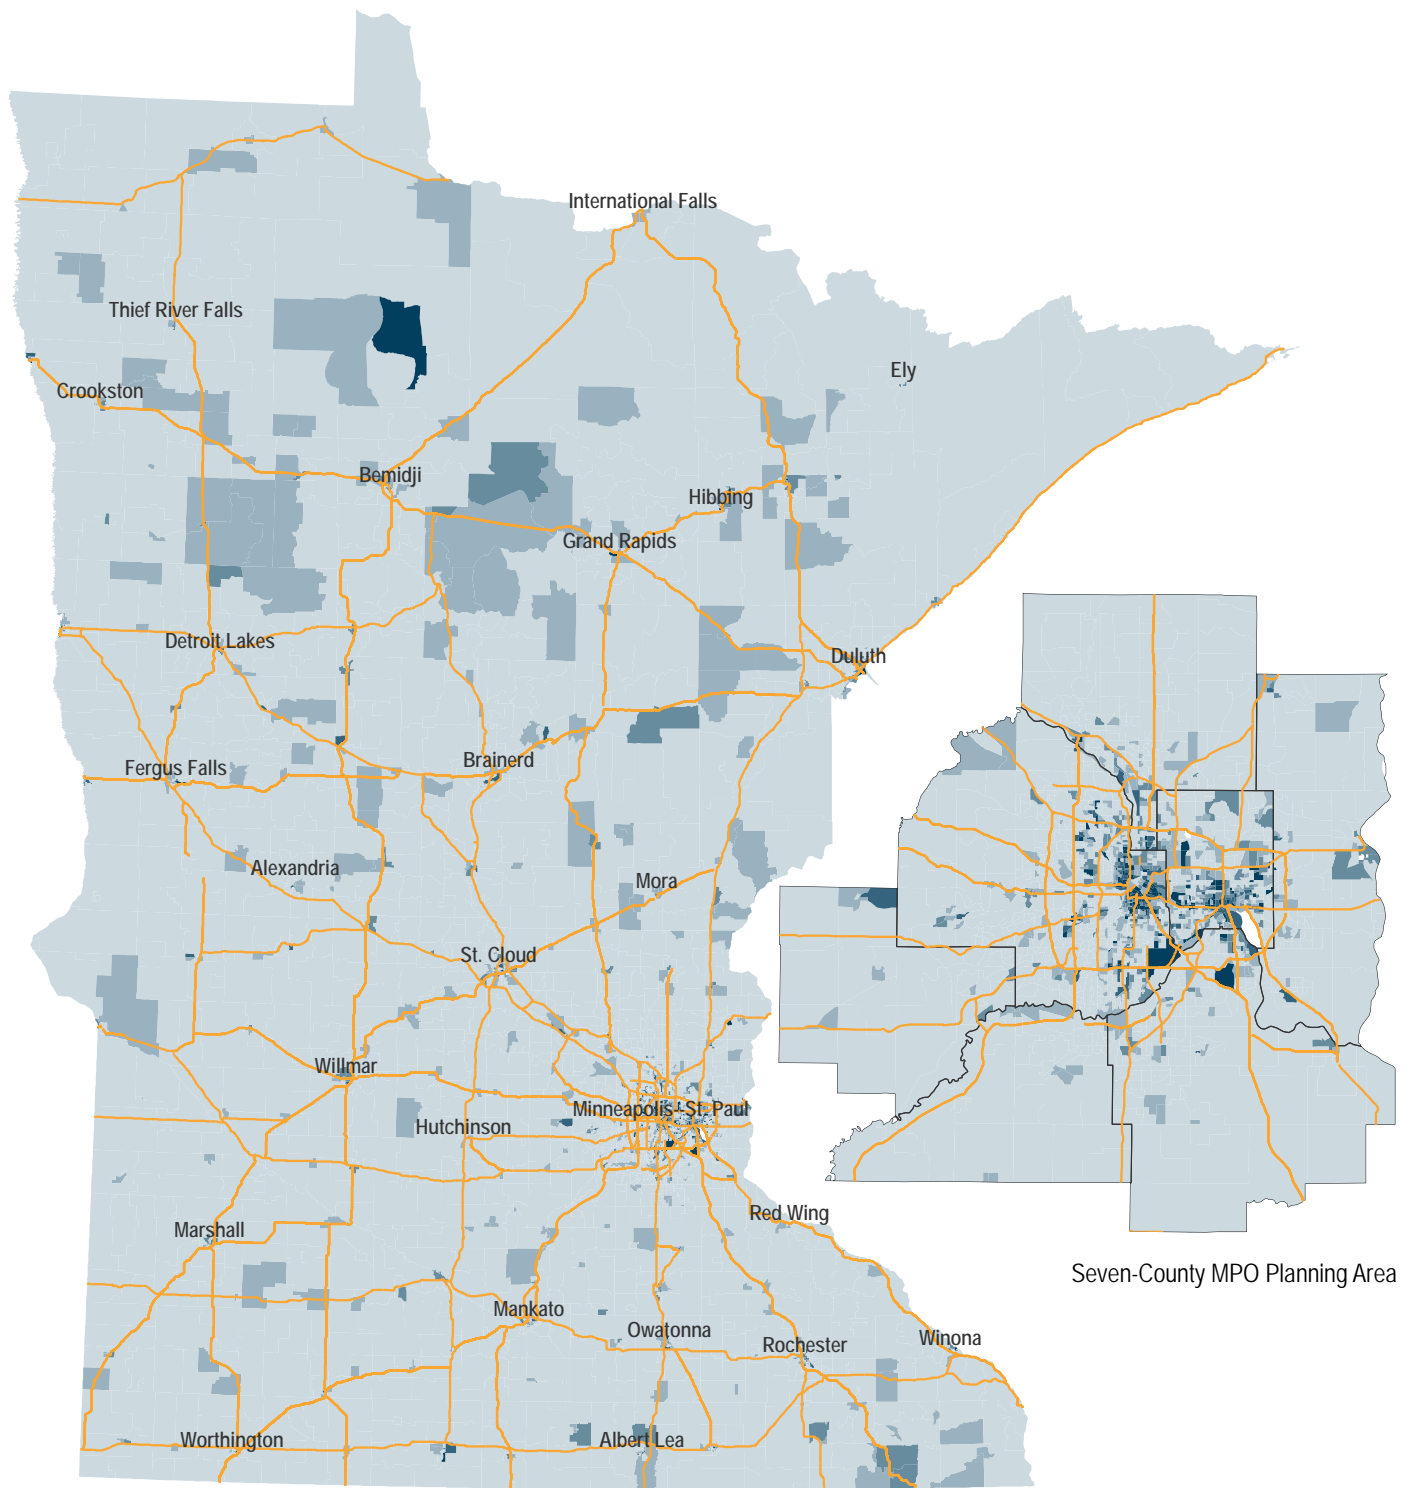 International Falls
Thief River Falls
Ely
Crookston
Bemidji
Hibbing
Grand Rapids
Detroit Lakes
Duluth
Brainerd
Fergus Falls
Alexandria
Mora
St. Cloud
Willmar
Minneapolis--St. Paul
Hutchinson
Red Wing
Marshall
Seven-County MPO Planning Area
Mankato
Owatonna
Rochester
Winona
Worthington
Albert Lea